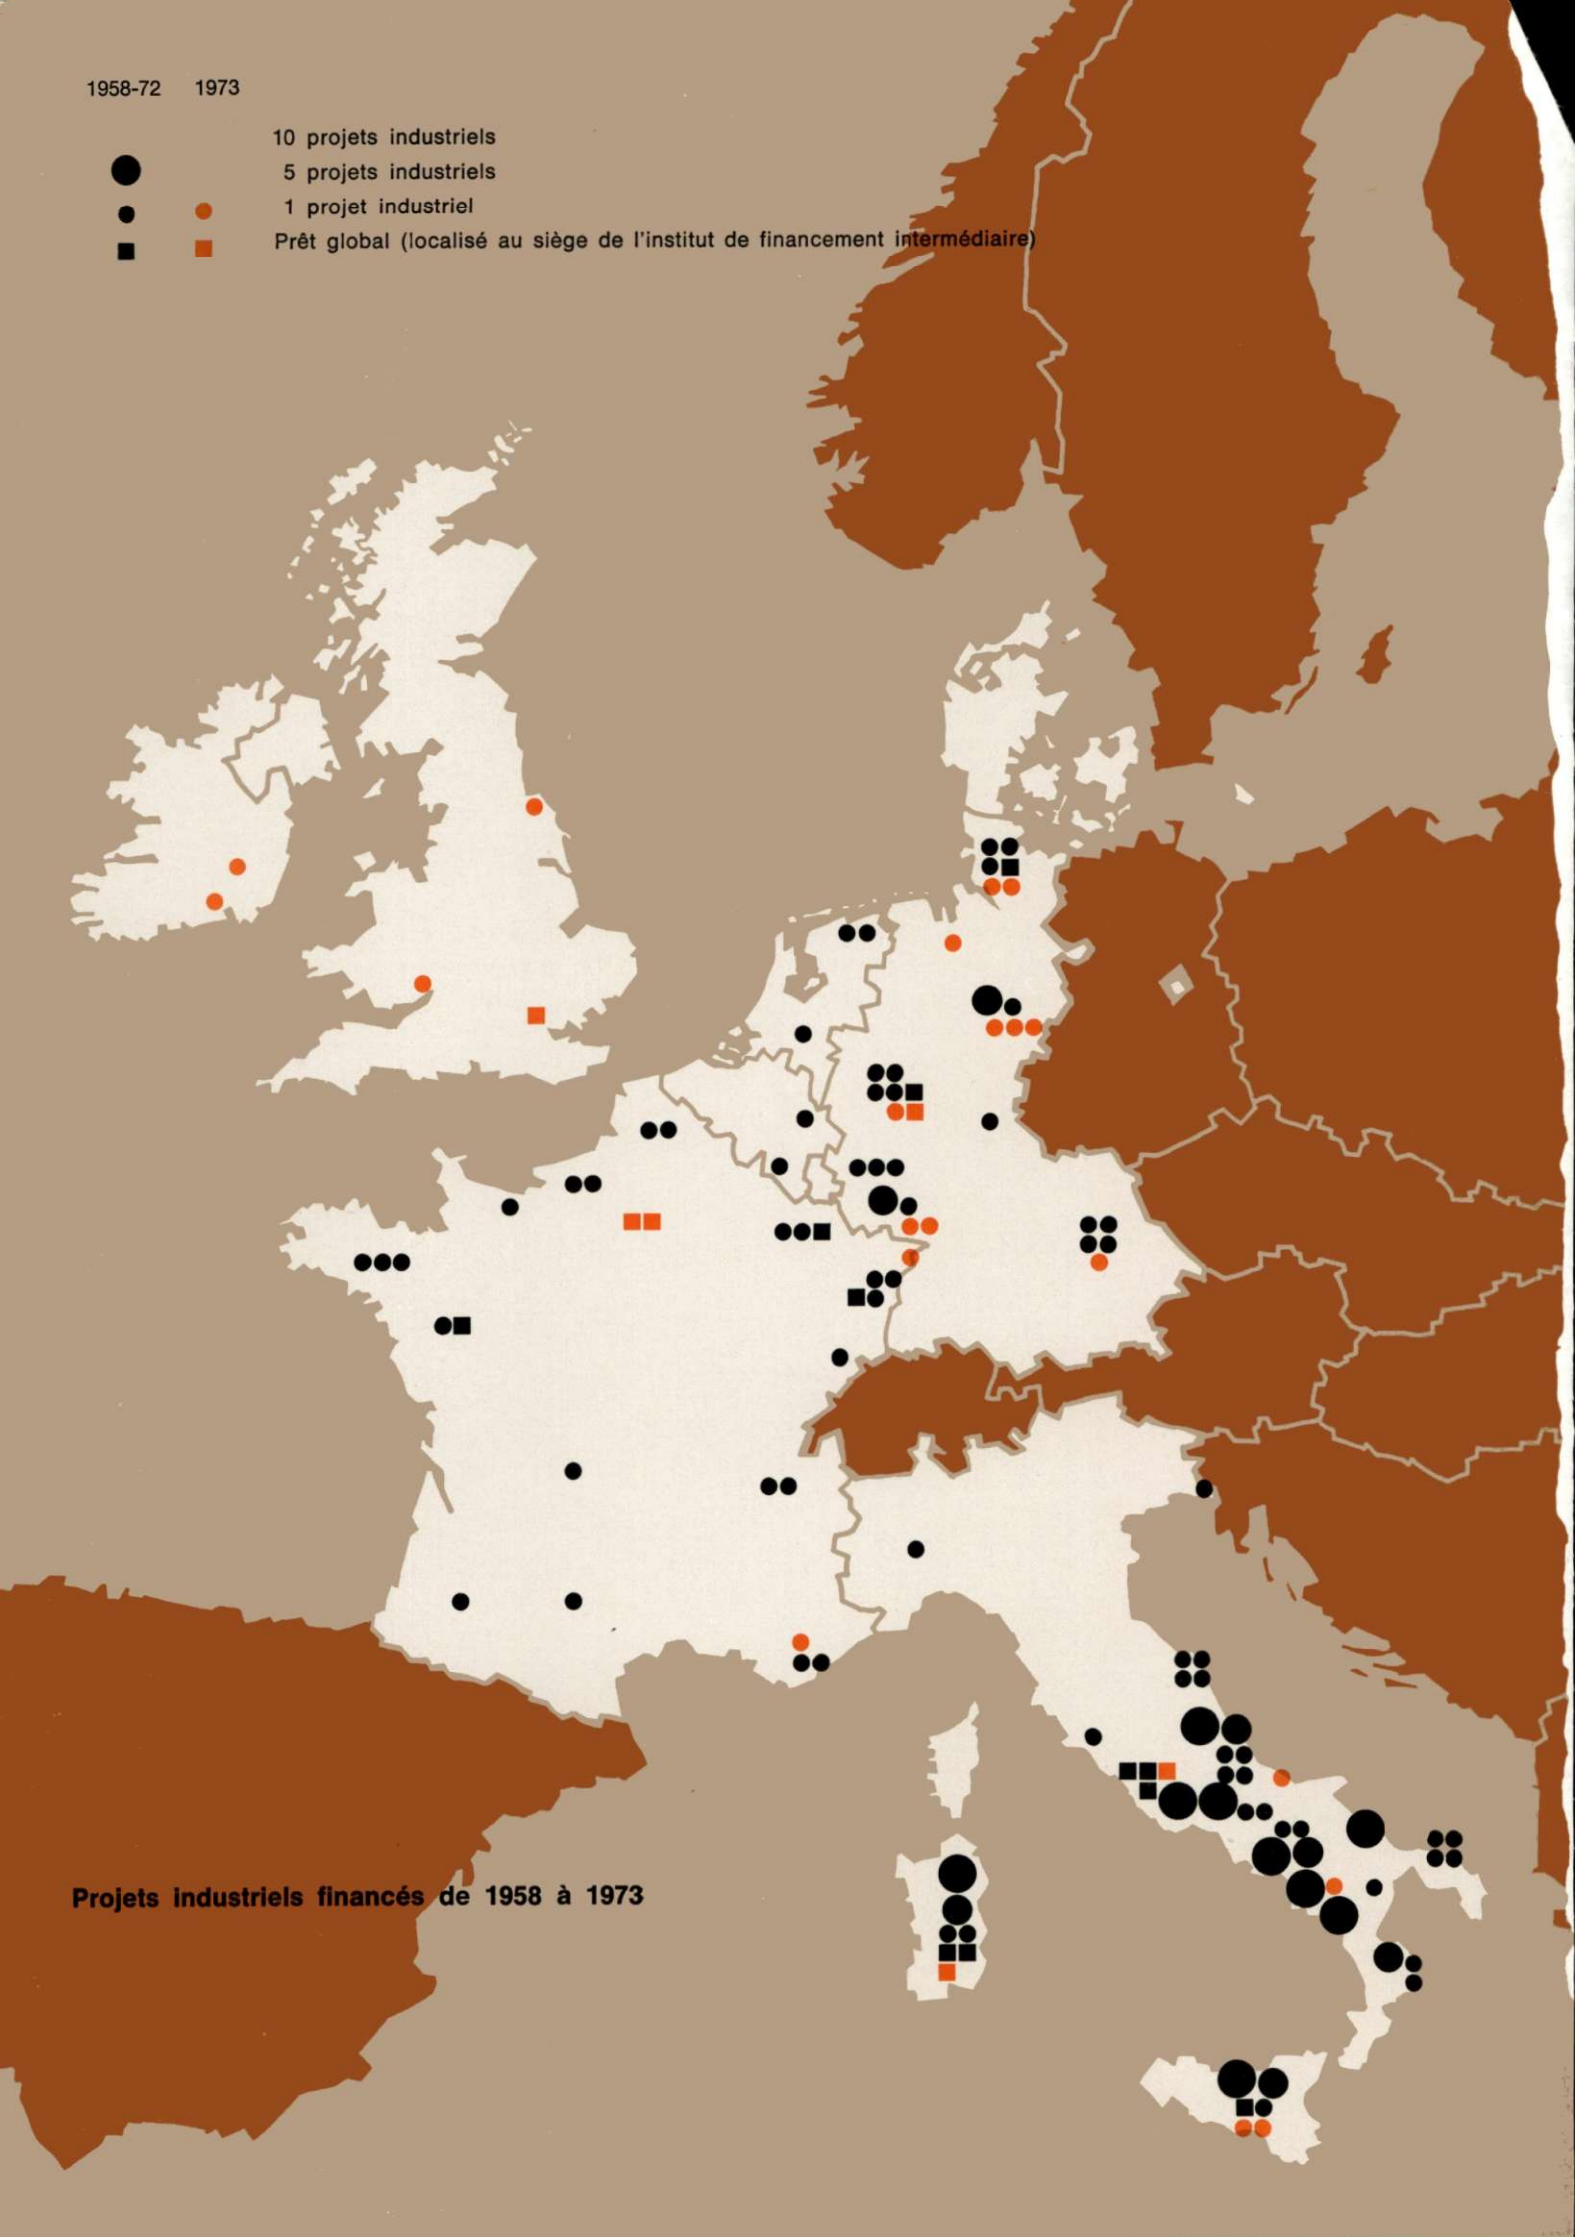 1958-72 1973
10 projets industriels
5 projets industriels
1 projet industriel
Prêt global (localisé au siège de l'institut de financement intermédiaire)
Projets industriels financés de 1958 à 1973